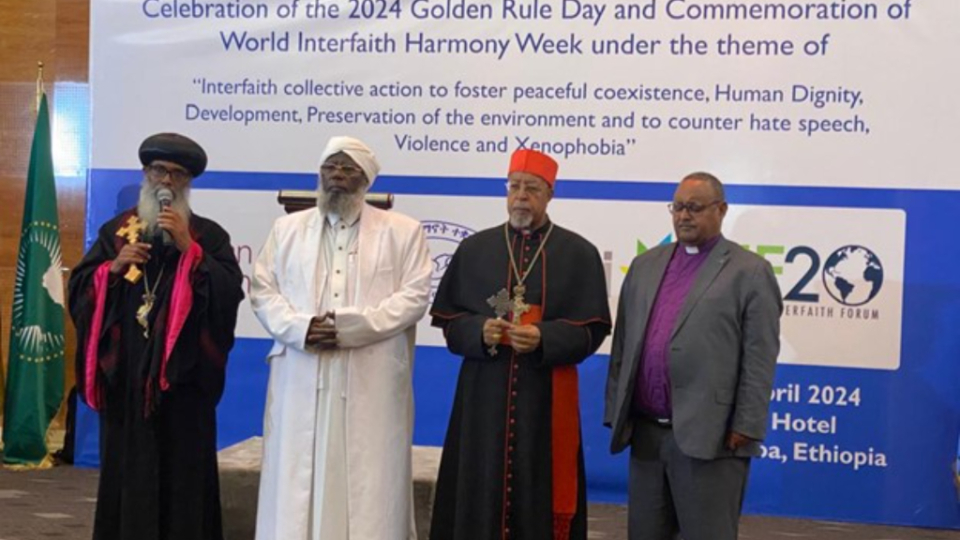 Celebration of the 2024 Golden Rule Day and Commemoration of
World Interfaith Harmony Week under the theme of
“Interfaith collective action to foster peaceful coexistence, Human Dignity,
Development, Preservation of the environment and to counter hate speech,
Violence and Xenophobia”
20
ERFAITH FORUM
ril 2024
Hotel
ba, Ethiopia